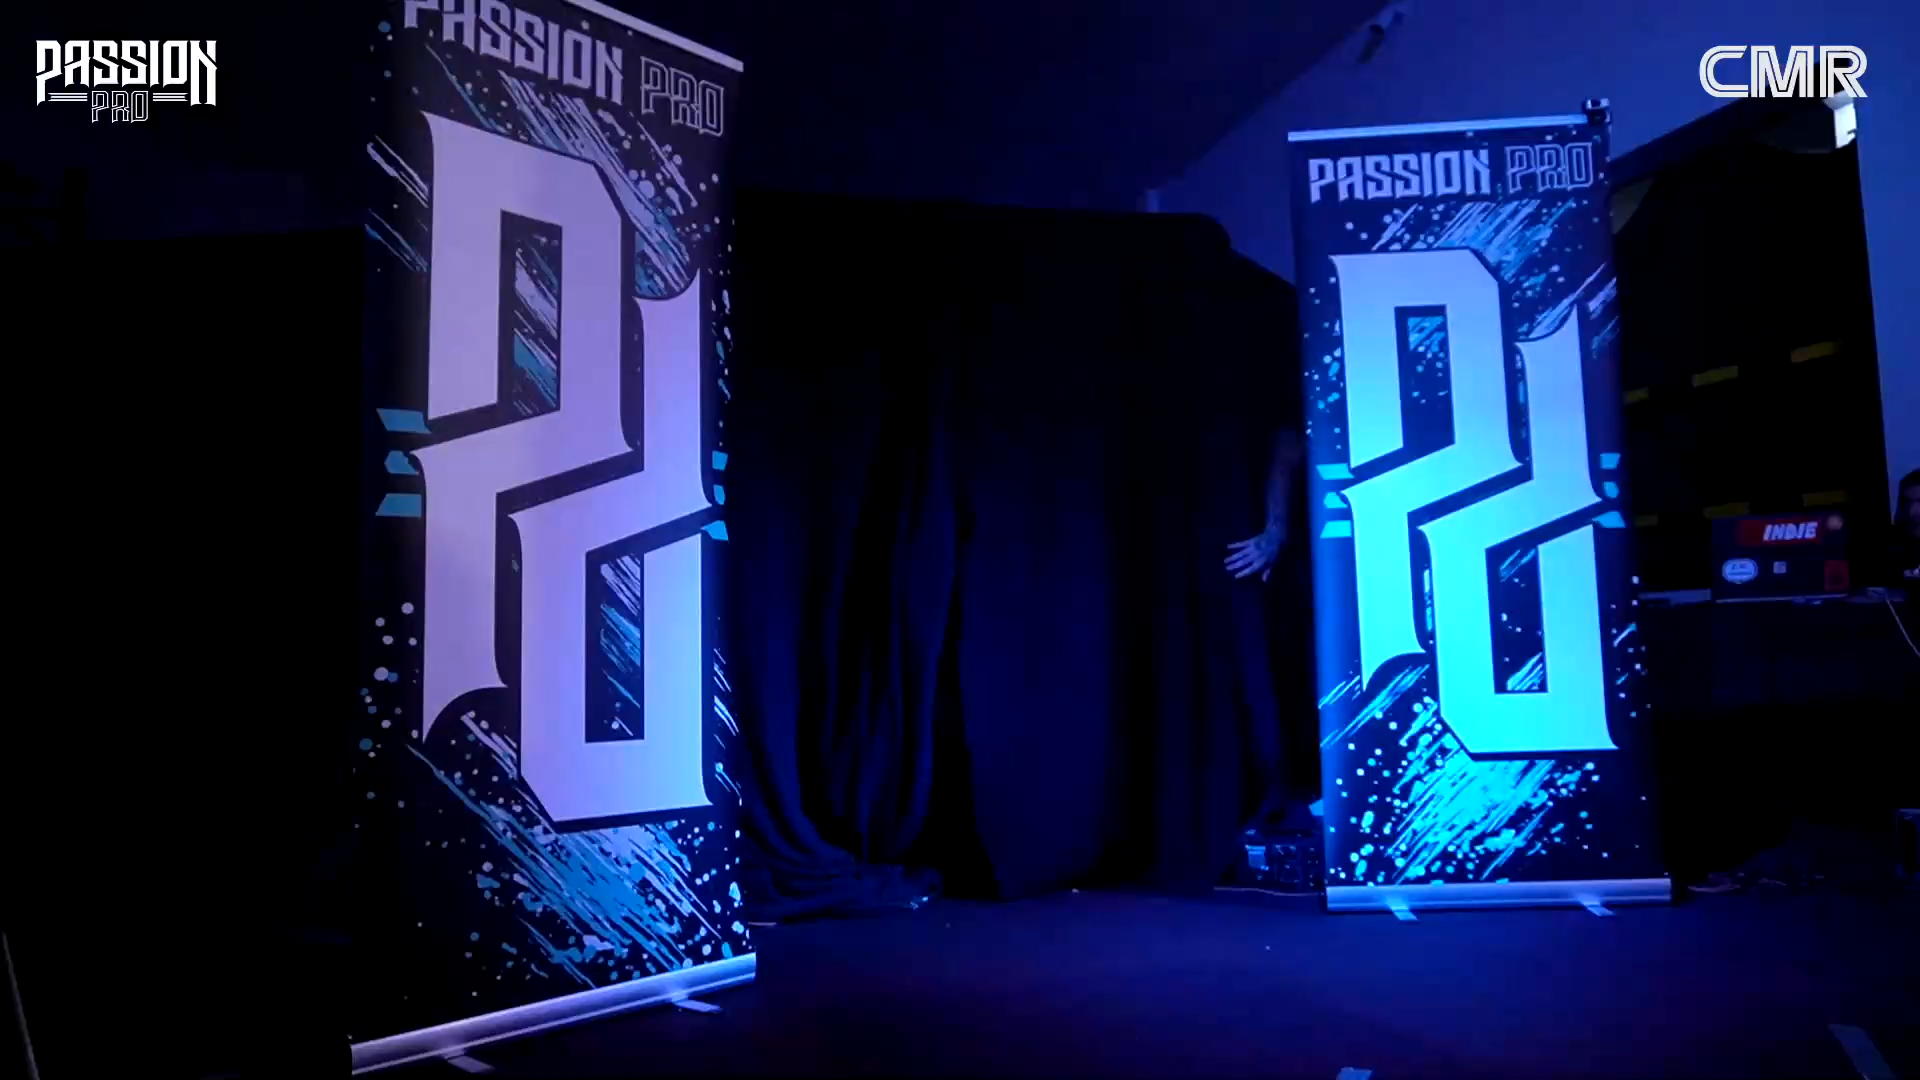 PASSION
PRO
CMR
PASSION PRO
PASSION PRO
INDIE